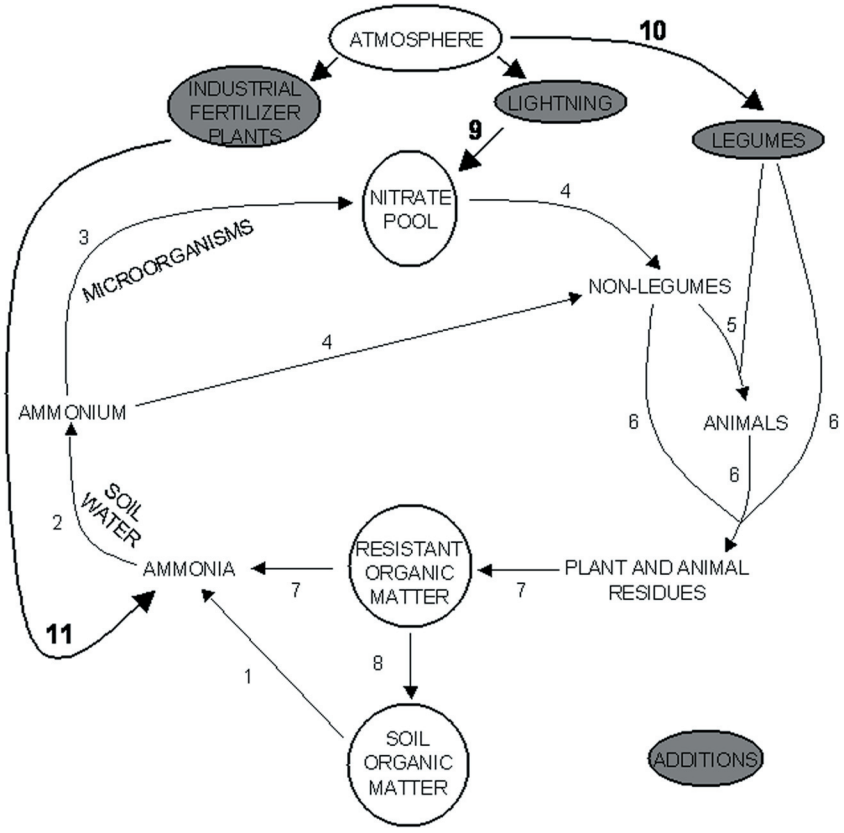 ATMOSPHERE
10
INDUSTRIAL
FERTILIZER
PLANTS
LIGHTNING
9
LEGUMES
NITRATE
POOL
4
3
MICROORGANISMS
NON-LEGUMES
5
4
AMMONIUM
ANIMALS
6
6
6
SOIL
WATER
2
AMMONIA
7
RESISTANT
ORGANIC
MATTER
7
PLANT AND ANIMAL
RESIDUES
11
8
1
SOIL
ORGANIC
MATTER
ADDITIONS